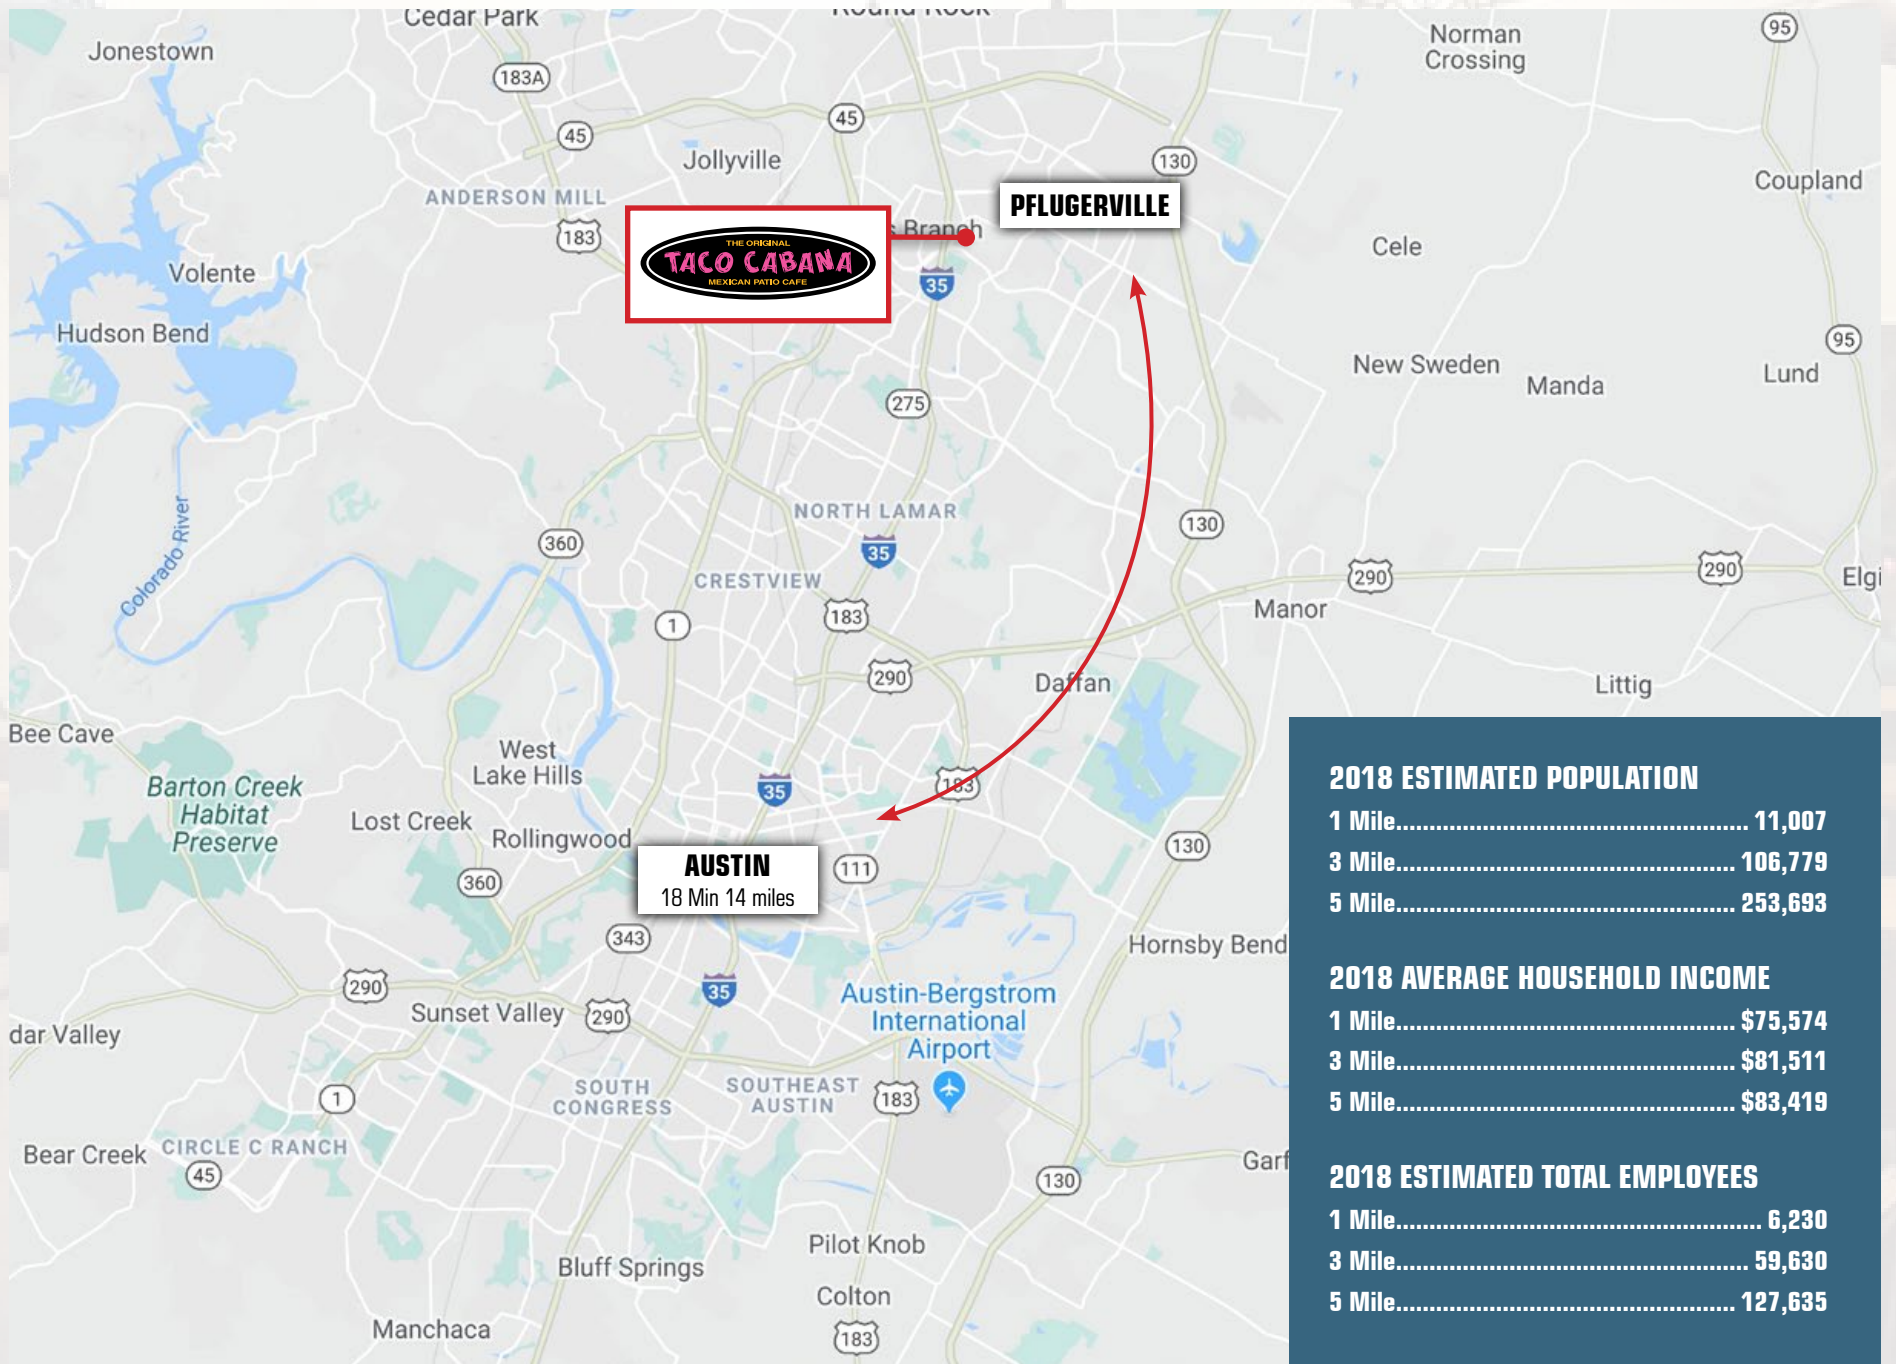 Cedar Park
Round Rock
Jonestown
Norman
Crossing
95
183A
45
45
Jollyville
130
Coupland
ANDERSON MILL
PFLUGERVILLE
183
Branch
THE ORIGINAL
TACO CABANA
MEXICAN PATIO CAFE
Cele
Volente
35
Hudson Bend
95
New Sweden
Manda
Lund
275
NORTH LAMAR
Colorado River
130
360
35
CRESTVIEW
290
290
Elgi
Manor
183
1
290
Daffan
Littig
Bee Cave
West
Lake Hills
183
35
Barton Creek
Habitat
Preserve
Lost Creek
Rollingwood
130
AUSTIN
18 Min 14 miles
111
360
343
Hornsby Bend
290
35
Austin-Bergstrom
International
Airport
Sunset Valley
290
dar Valley
SOUTH
CONGRESS
SOUTHEAST
AUSTIN
183
1
Bear Creek
CIRCLE C RANCH
45
Garf
130
Pilot Knob
Bluff Springs
Colton
Manchaca
183
2018 ESTIMATED POPULATION
1 Mile..................................................... 11,007
3 Mile................................................... 106,779
5 Mile................................................... 253,693
2018 AVERAGE HOUSEHOLD INCOME
1 Mile................................................... $75,574
3 Mile................................................... $81,511
5 Mile................................................... $83,419
2018 ESTIMATED TOTAL EMPLOYEES
1 Mile....................................................... 6,230
3 Mile..................................................... 59,630
5 Mile................................................... 127,635